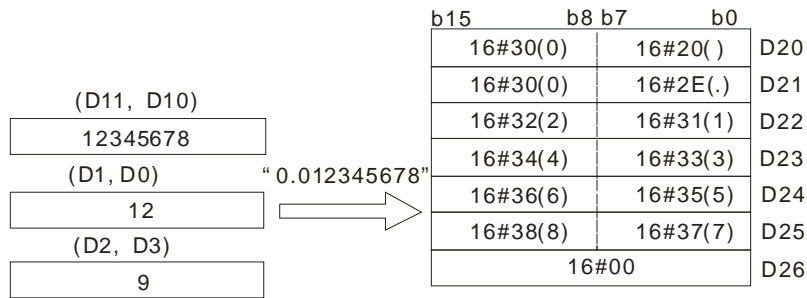 b15 b8 b7 b0
16#30(0) 16#20( ) D20
16#30(0) 16#2E(.) D21
(D11, D10)
16#32(2) 16#31(1) D22
12345678
16#34(4) 16#33(3) D23
(D1, D0) “ 0.012345678”
16#36(6) 16#35(5) D24
12
16#38(8) 16#37(7) D25
(D2, D3)
16#00 D26
9